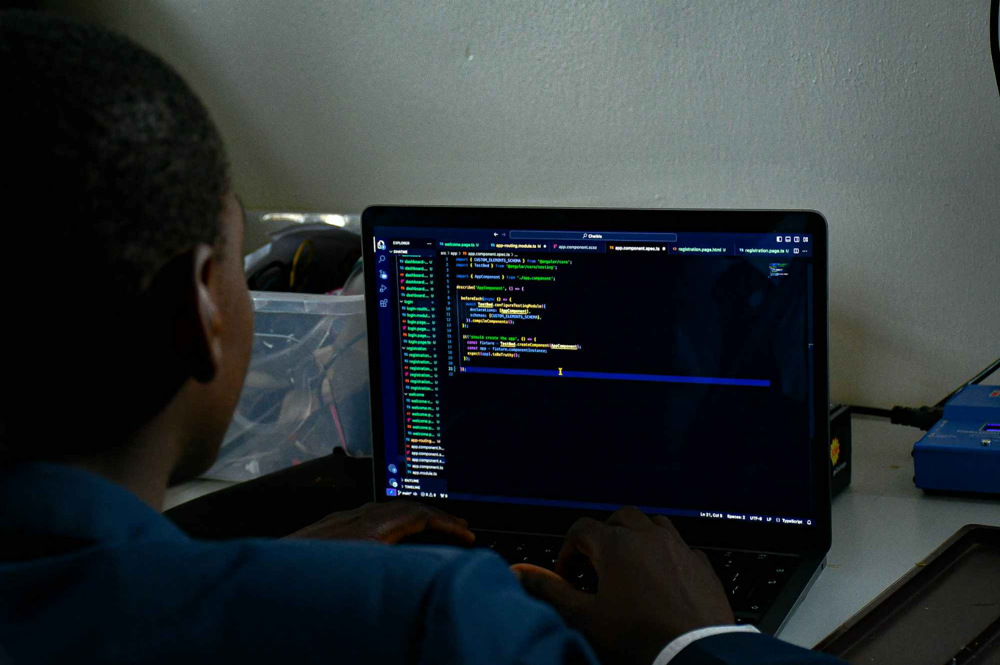 ChatMe
EXPLORER ...
welcome.page.ts U
app-routing.module.ts M
app.component.scss
app.component.spec.ts
registration.page.html U
registration.page.ts U
CHATME
src > app > TS app.component.spec.ts > ...
dashboard-... U
dashboard.... U
dashboard.... U
dashboard.... U
dashboard.... U
dashboard.... U
login
login-routin... U
login.modul... U
login.page.... U
login.page.... U
login.page.... U
login.page.ts U
registration
registration... U
registration... U
registration... U
registration... U
registration... U
registration... U
welcome
welcome-r... U
welcome.m... U
welcome.p... U
welcome.p... U
welcome.p... U
welcome.p... U
app-routing.... M
app.component.h...
app.component.s...
app.component.s...
app.component.ts
app.module.ts
OUTLINE
TIMELINE
1 import { CUSTOM_ELEMENTS_SCHEMA } from '@angular/core';
2 import { TestBed } from '@angular/core/testing';
3
4 import { AppComponent } from './app.component';
5
6 describe('AppComponent', () => {
7
8 beforeEach(async () => {
9 await TestBed.configureTestingModule({
10 declarations: [AppComponent],
11 schemas: [CUSTOM_ELEMENTS_SCHEMA],
12 }).compileComponents();
13 });
14
15 it('should create the app', () => {
16 const fixture = TestBed.createComponent(AppComponent);
17 const app = fixture.componentInstance;
18 expect(app).toBeTruthy();
19 });
20
21 });
22
main* 0 0 0
Ln 21, Col 5 Spaces: 2 UTF-8 LF {} TypeScript